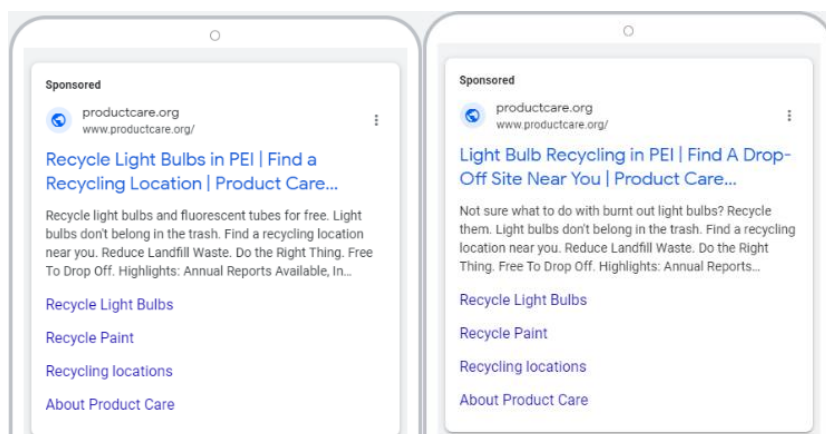 Sponsored
productcare.org
www.productcare.org/
Recycle Light Bulbs in PEI | Find a
Recycling Location | Product Care...
Recycle light bulbs and fluorescent tubes for free. Light
bulbs don't belong in the trash. Find a recycling location
near you. Reduce Landfill Waste. Do the Right Thing. Free
To Drop Off. Highlights: Annual Reports Available, In...
Recycle Light Bulbs
Recycle Paint
Recycling locations
About Product Care
Sponsored
productcare.org
www.productcare.org/
Light Bulb Recycling in PEI | Find A Drop-
Off Site Near You | Product Care...
Not sure what to do with burnt out light bulbs? Recycle
them. Light bulbs don't belong in the trash. Find a recycling
location near you. Reduce Landfill Waste. Do the Right
Thing. Free To Drop Off. Highlights: Annual Reports...
Recycle Light Bulbs
Recycle Paint
Recycling locations
About Product Care